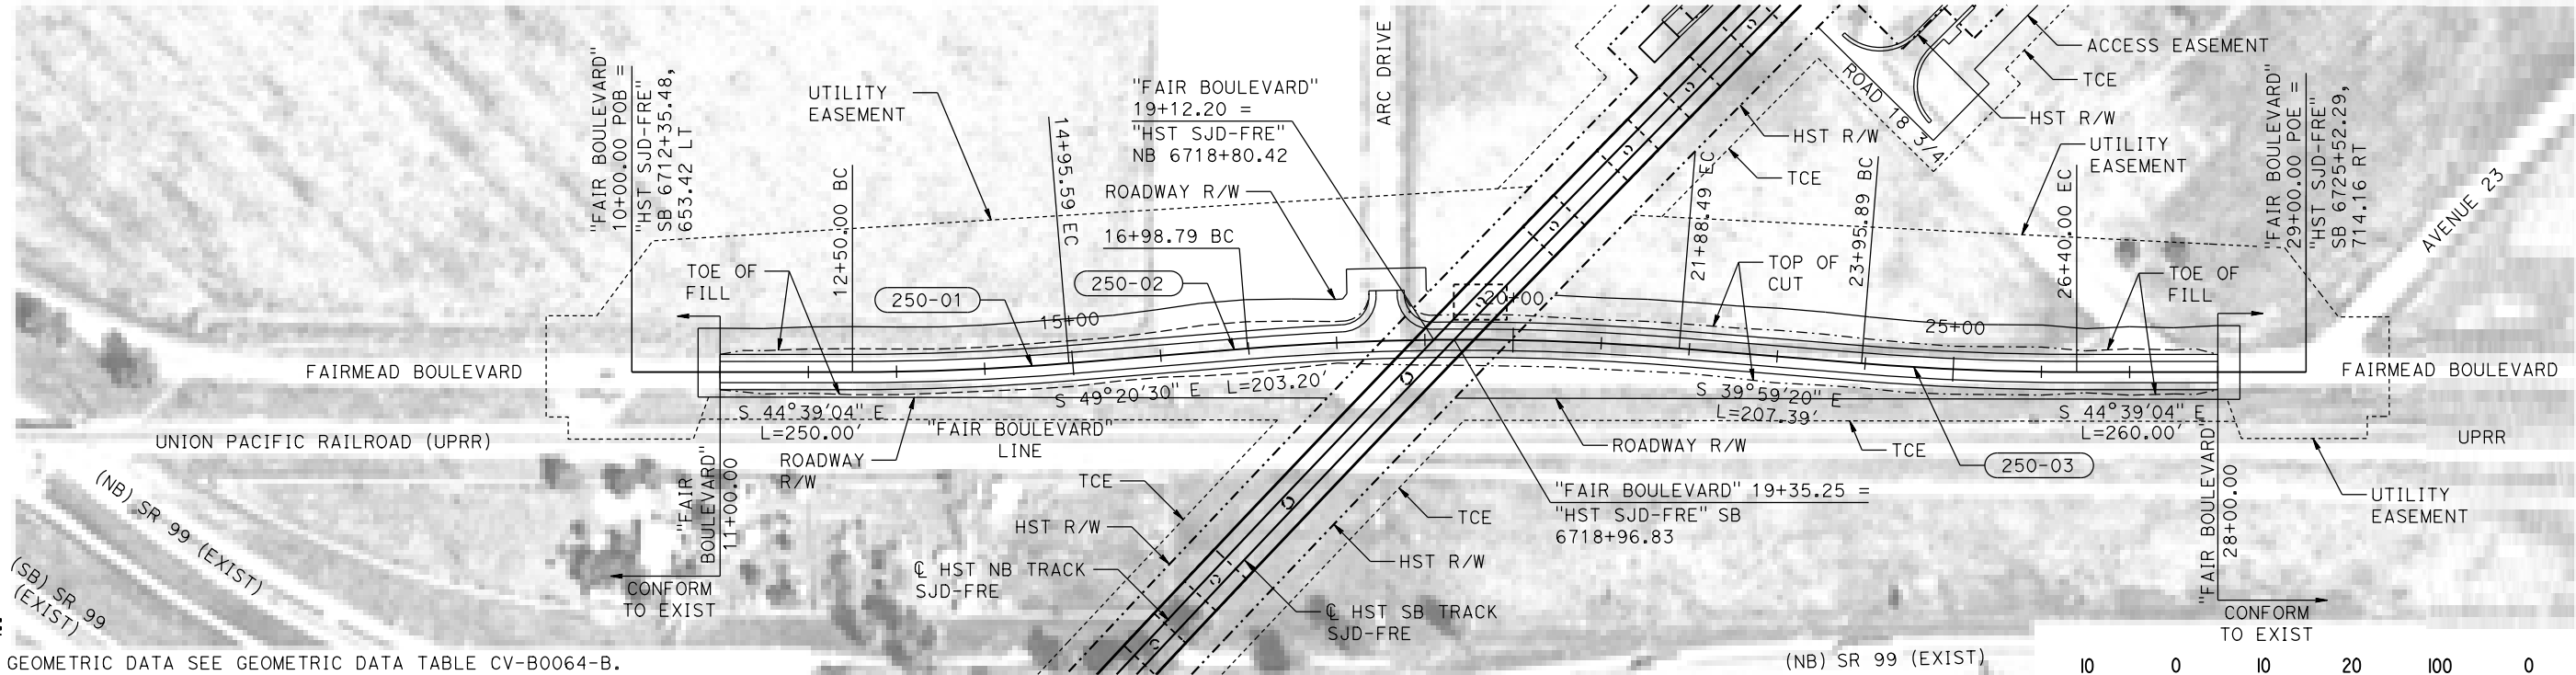 "FAIR BOULEVARD"
10+00.00 POB =
"HST SJD-FRE"
SB 6712+35.48,
653.42 LT
UTILITY
EASEMENT
12+50.00 BC
14+95.59 EC
"FAIR BOULEVARD"
19+12.20 =
"HST SJD-FRE"
NB 6718+80.42
ROADWAY R/W
16+98.79 BC
ARC DRIVE
ACCESS EASEMENT
TCE
HST R/W
ROAD 18 3/4
HST R/W
TCE
UTILITY
EASEMENT
21+88.49 EC
23+95.89 BC
26+40.00 EC
"FAIR BOULEVARD"
29+00.00 POE =
"HST SJD-FRE"
SB 6725+52.29,
714.16 RT
AVENUE 23
TOE OF
FILL
250-01
250-02
15+00
20+00
TOP OF
CUT
25+00
TOE OF
FILL
FAIRMEAD BOULEVARD
FAIRMEAD BOULEVARD
S 44°39'04" E
L=250.00'
S 49°20'30" E
L=203.20'
S 39°59'20" E
L=207.39'
S 44°39'04" E
L=260.00'
UNION PACIFIC RAILROAD (UPRR)
"FAIR BOULEVARD"
LINE
ROADWAY
R/W
ROADWAY R/W
TCE
250-03
UPRR
"FAIR
BOULEVARD"
11+00.00
TCE
HST R/W
℄ HST NB TRACK
SJD-FRE
TCE
HST R/W
℄ HST SB TRACK
SJD-FRE
"FAIR BOULEVARD" 19+35.25 =
"HST SJD-FRE" SB
6718+96.83
"FAIR BOULEVARD"
28+00.00
UTILITY
EASEMENT
(NB) SR 99 (EXIST)
(SB) SR 99
(EXIST)
CONFORM
TO EXIST
CONFORM
TO EXIST
GEOMETRIC DATA SEE GEOMETRIC DATA TABLE CV-B0064-B.
(NB) SR 99 (EXIST)
10 0 10 20 100 0